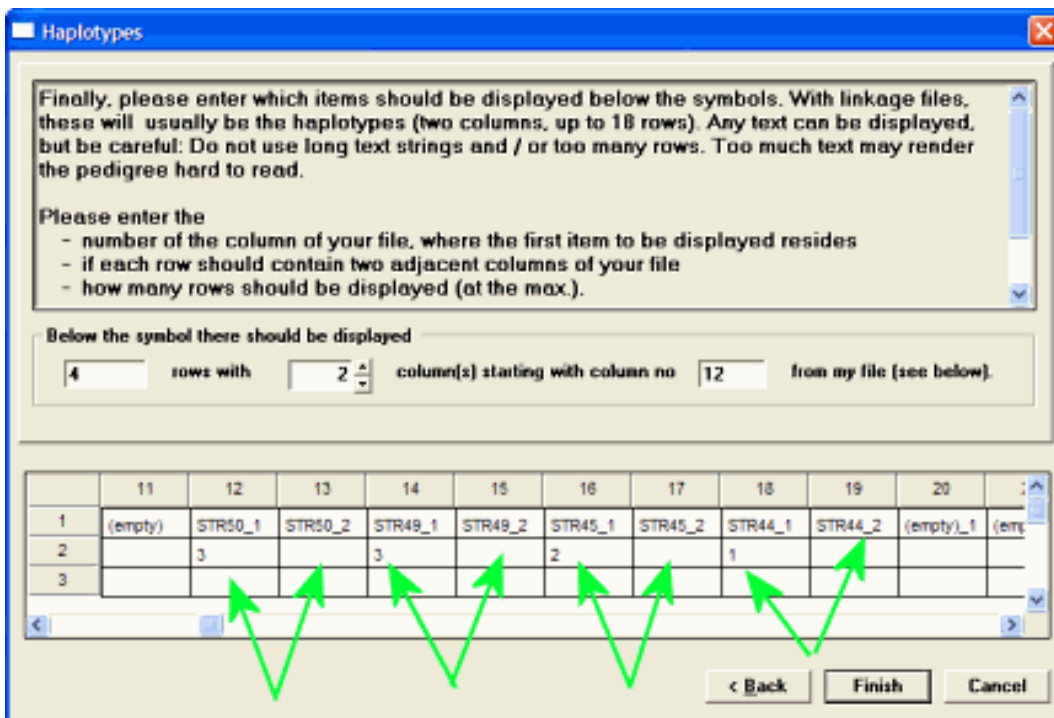 Haplotypes
Finally, please enter which items should be displayed below the symbols. With linkage files,
these will usually be the haplotypes (two columns, up to 18 rows). Any text can be displayed,
but be careful: Do not use long text strings and / or too many rows. Too much text may render
the pedigree hard to read.
Please enter the
- number of the column of your file, where the first item to be displayed resides
- if each row should contain two adjacent columns of your file
- how many rows should be displayed (at the max.).
Below the symbol there should be displayed
4 rows with 2 column(s) starting with column no 12 from my file (see below).
11 12 13 14 15 16 17 18 19 20
1 (empty) STR50_1 STR50_2 STR49_1 STR49_2 STR45_1 STR45_2 STR44_1 STR44_2 (empty)_1
2 3 3 2 1
3
< Back Finish Cancel